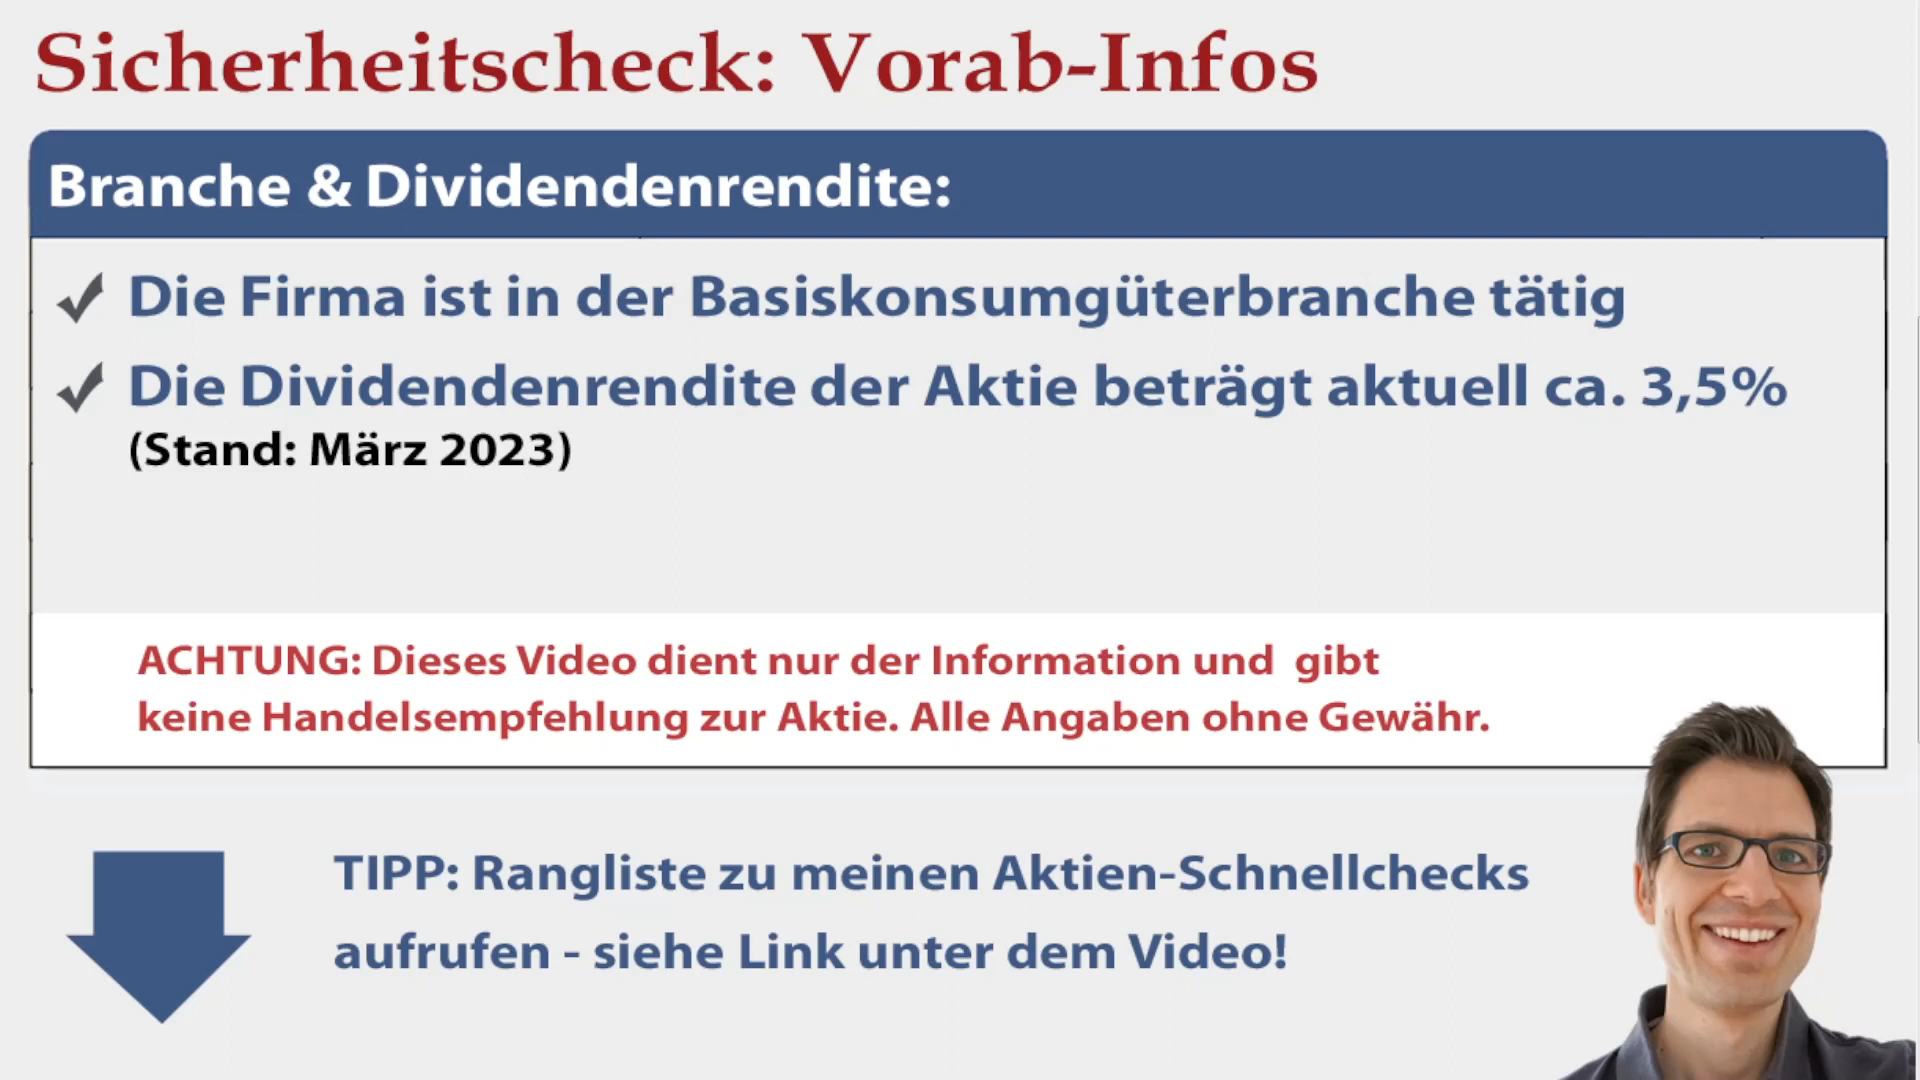 Sicherheitscheck: Vorab-Infos
Branche & Dividendenrendite:
Die Firma ist in der Basiskonsumgüterbranche tätig
Die Dividendenrendite der Aktie beträgt aktuell ca. 3,5%
(Stand: März 2023)
ACHTUNG: Dieses Video dient nur der Information und gibt
keine Handelsempfehlung zur Aktie. Alle Angaben ohne Gewähr.
TIPP: Rangliste zu meinen Aktien-Schnellchecks
aufrufen - siehe Link unter dem Video!